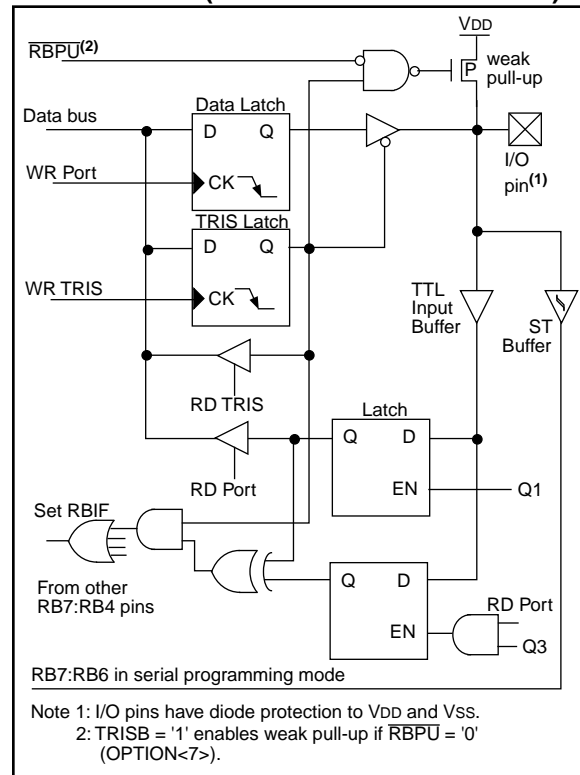 VDD
RBPU(2)
weak
pull-up
P
Data Latch
Data bus
D Q
I/O
pin(1)
WR Port
CK
TRIS Latch
D Q
WR TRIS
CK
TTL
Input
Buffer
ST
Buffer
RD TRIS
Latch
Q D
RD Port
EN
Q1
Set RBIF
From other
RB7:RB4 pins
Q D
RD Port
EN
Q3
RB7:RB6 in serial programming mode
Note 1: I/O pins have diode protection to VDD and VSS.
2: TRISB = '1' enables weak pull-up if RBPU = '0'
(OPTION<7>).